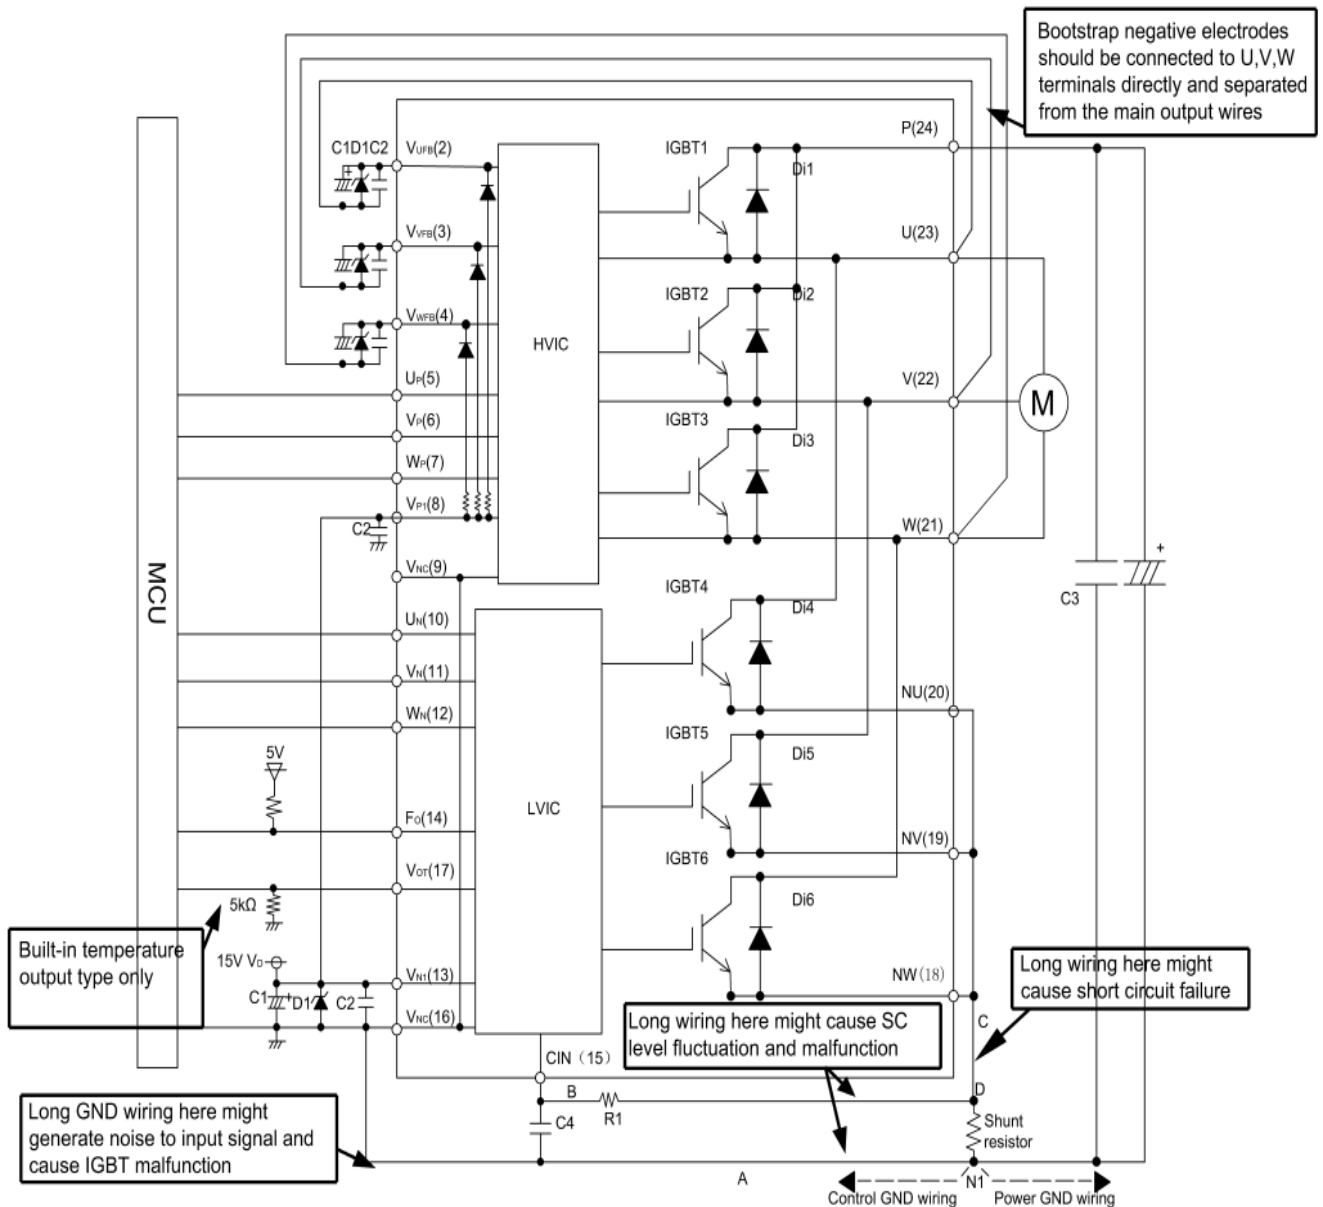 Bootstrap negative electrodes
should be connected to U,V,W
terminals directly and separated
from the main output wires
P(24)
C1D1C2
+
VUFB(2)
IGBT1
Di1
VVFB(3)
U(23)
IGBT2
Di2
VWFB(4)
HVIC
UP(5)
V(22)
M
VP(6)
IGBT3
Di3
WP(7)
VP1(8)
C2
W(21)
+
MCU
VNC(9)
IGBT4
C3
Di4
UN(10)
VN(11)
NU(20)
WN(12)
IGBT5
5V
Di5
LVIC
FO(14)
NV(19)
IGBT6
VOT(17)
5kΩ
Di6
Built-in temperature
output type only
15V VD
VN1(13)
NW(18)
Long wiring here might
cause short circuit failure
C1
+
D1
C2
VNC(16)
Long wiring here might cause SC
level fluctuation and malfunction
C
CIN (15)
B
R1
D
C4
Shunt
resistor
Long GND wiring here might
generate noise to input signal and
cause IGBT malfunction
A
N1
Control GND wiring
Power GND wiring